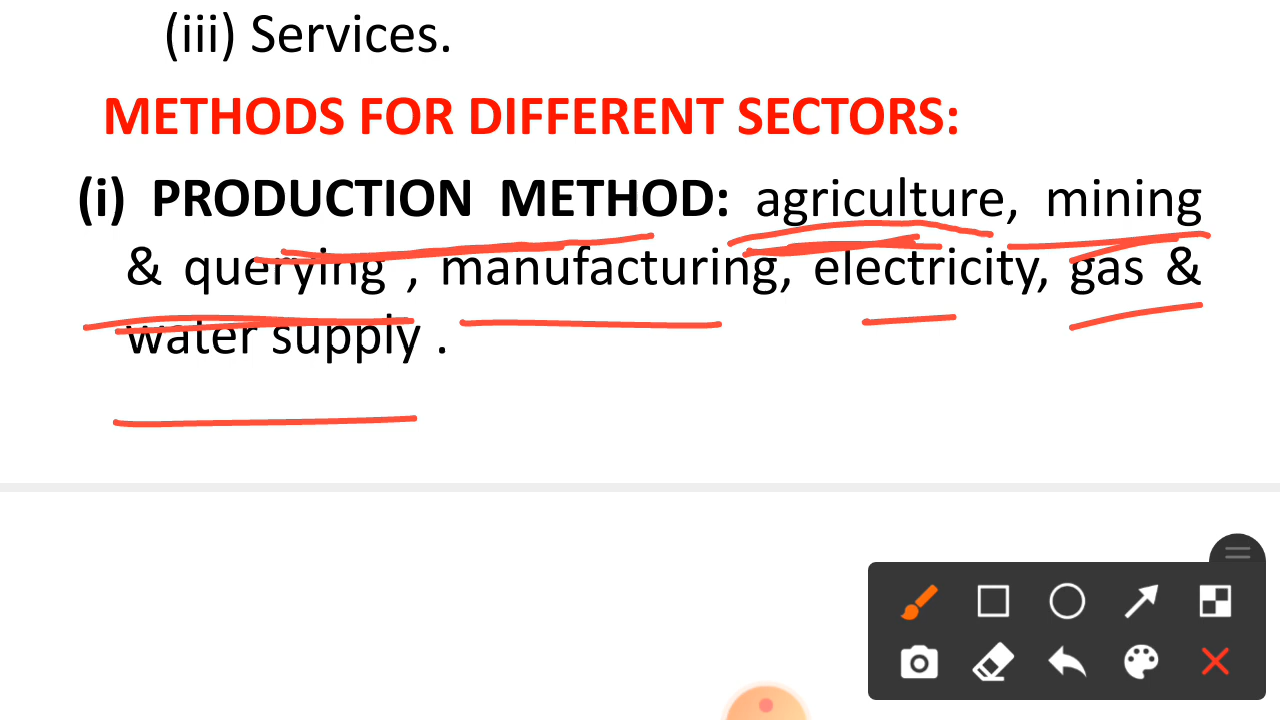 (iii) Services.
METHODS FOR DIFFERENT SECTORS:
(i) PRODUCTION METHOD: agriculture, mining
& querying , manufacturing, electricity, gas &
water supply .